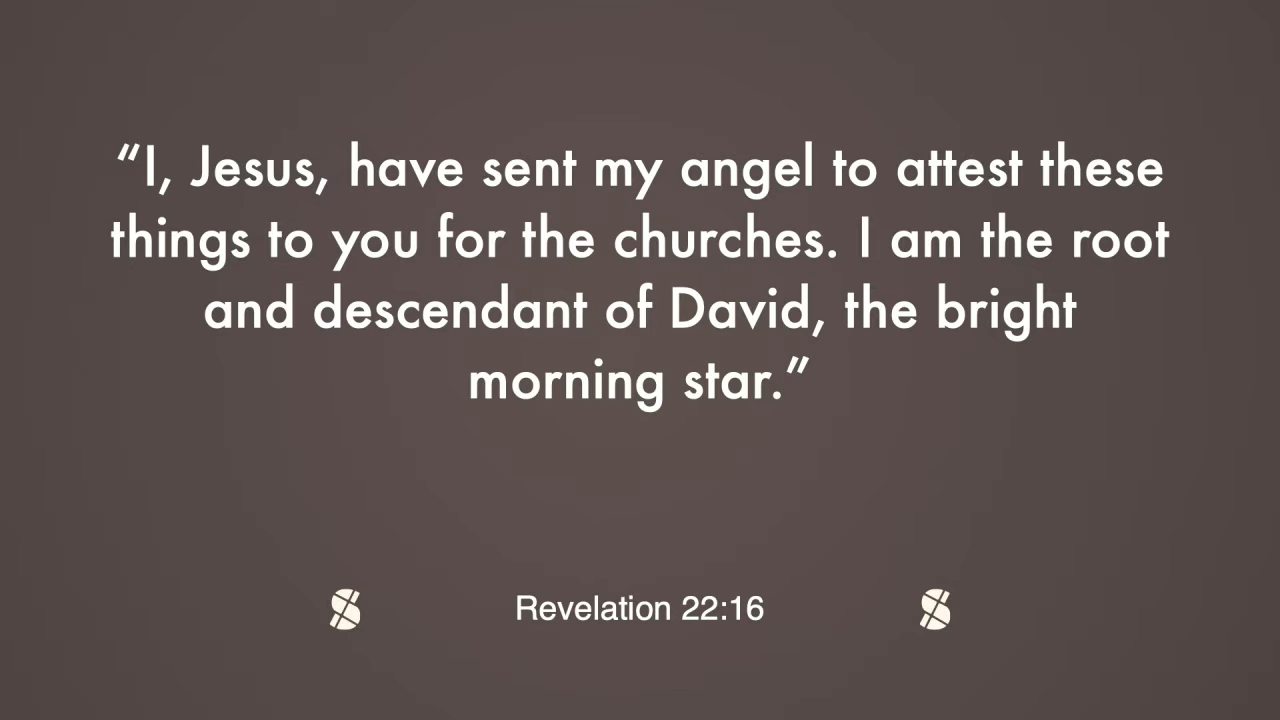 “I, Jesus, have sent my angel to attest these
things to you for the churches. I am the root
and descendant of David, the bright
morning star.”
Revelation 22:16